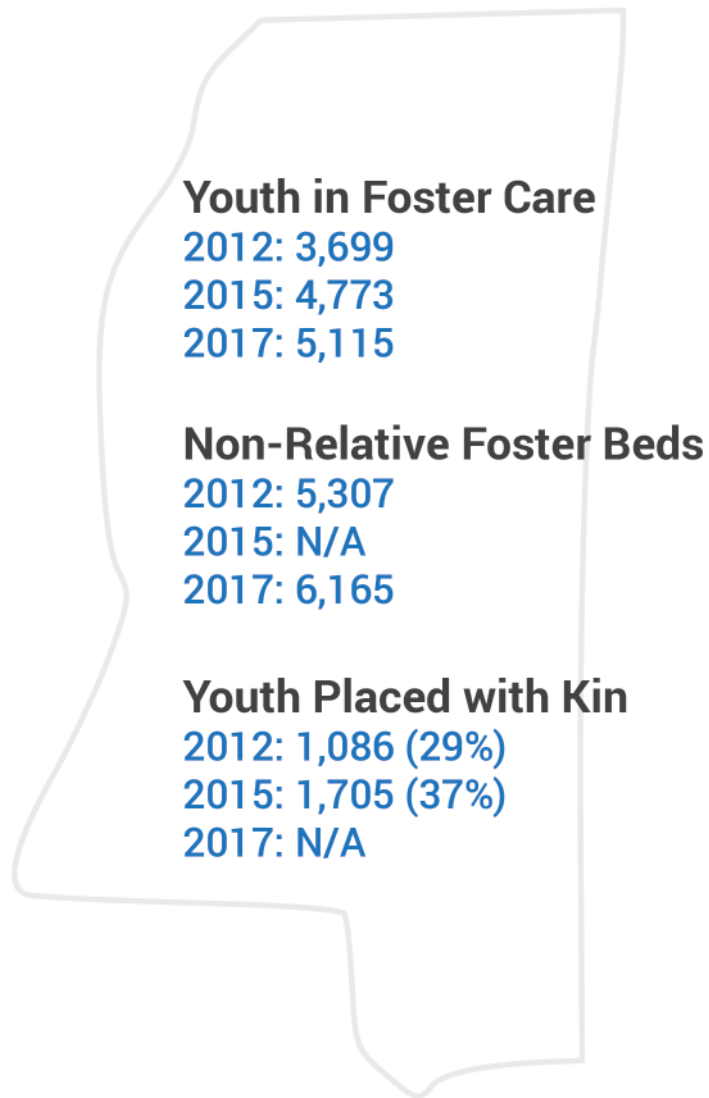 Youth in Foster Care
2012: 3,699
2015: 4,773
2017: 5,115
Non-Relative Foster Beds
2012: 5,307
2015: N/A
2017: 6,165
Youth Placed with Kin
2012: 1,086 (29%)
2015: 1,705 (37%)
2017: N/A